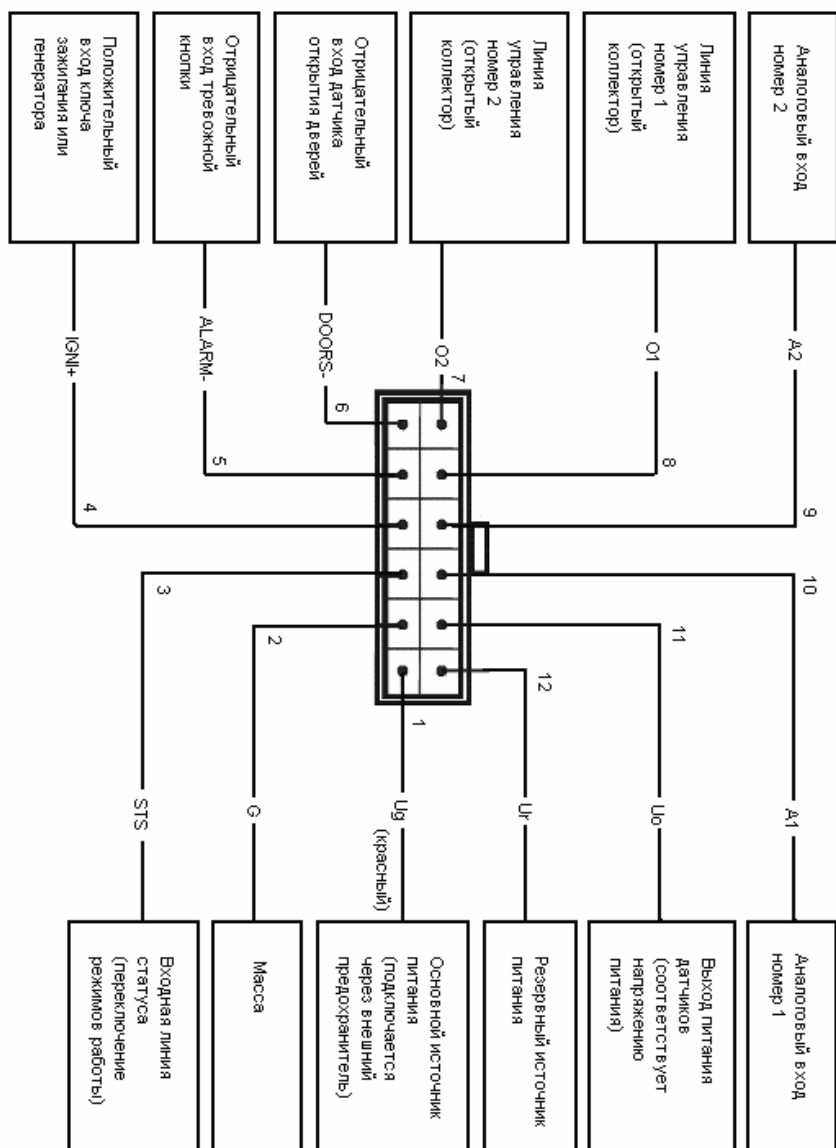 Аналоговый вход
номер 2
Линия
управления
номер 1
(открытый
коллектор)
Линия
управления
номер 2
(открытый
коллектор)
Отрицательный
вход датчика
открытия дверей
Отрицательный
вход тревожной
кнопки
Положительный
вход ключа
зажигания или
генератора
A2
O1
O2
DOORS-
ALARM-
IGNI+
9
8
7
6
5
4
10
11
12
1
2
3
A1
Uo
Ur
Ug
(красный)
G
STS
Аналоговый вход
номер 1
Выход питания
датчиков
(соответствует
напряжению
питания)
Резервный источник
питания
Основной источник
питания
(подключается
через внешний
предохранитель)
Масса
Входная линия
статуса
(переключение
режимов работы)